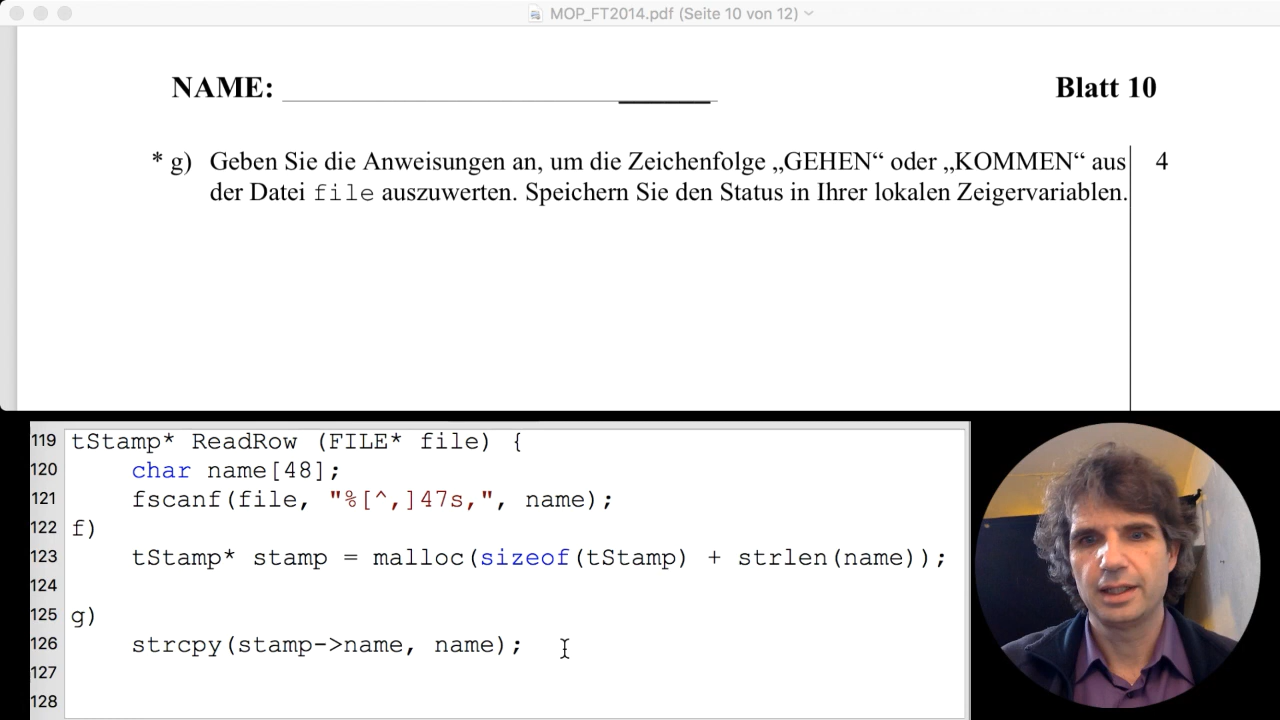 MOP_FT2014.pdf (Seite 10 von 12)
NAME: Blatt 10
* g) Geben Sie die Anweisungen an, um die Zeichenfolge „GEHEN“ oder „KOMMEN“ aus 4
der Datei file auszuwerten. Speichern Sie den Status in Ihrer lokalen Zeigervariablen.
119 tStamp* ReadRow (FILE* file) {
120 char name[48];
121 fscanf(file, "%[^,]47s,", name);
122 f)
123 tStamp* stamp = malloc(sizeof(tStamp) + strlen(name));
124
125 g)
126 strcpy(stamp->name, name);
127
128